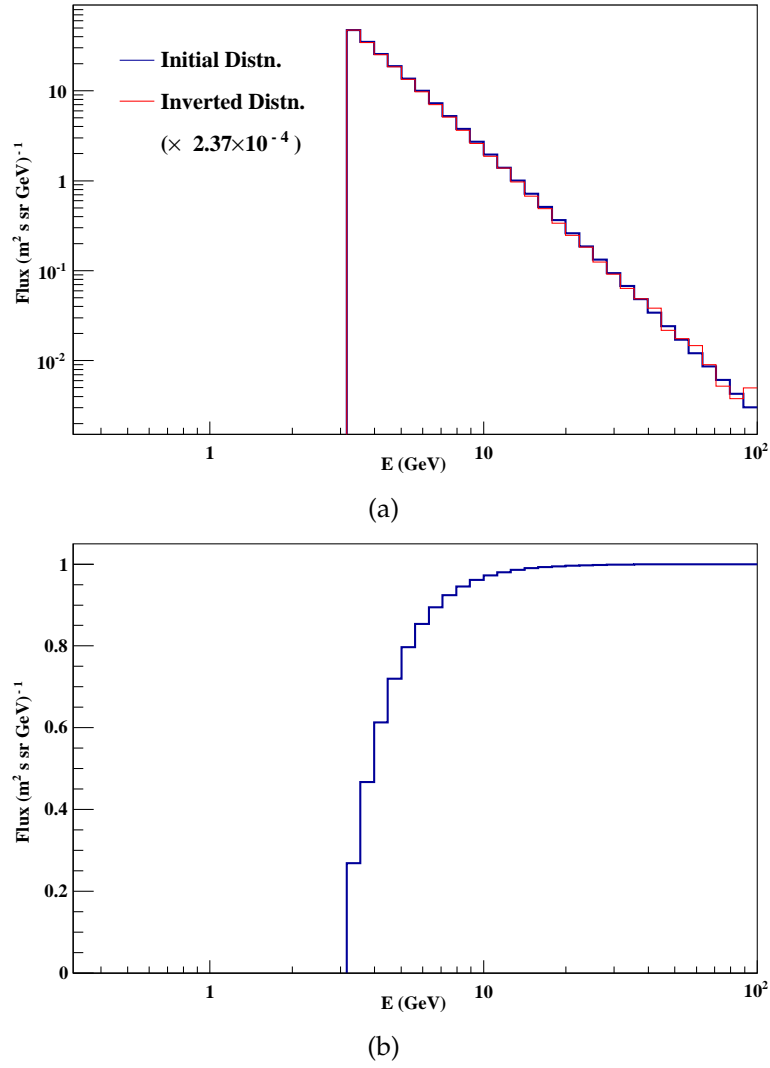 10
1
10⁻¹
10⁻²
Flux (m² s sr GeV)⁻¹
Initial Distn.
Inverted Distn.
(× 2.37×10⁻⁴)
1
10
10²
E (GeV)
(a)
1
0.8
0.6
0.4
0.2
0
Flux (m² s sr GeV)⁻¹
1
10
10²
E (GeV)
(b)